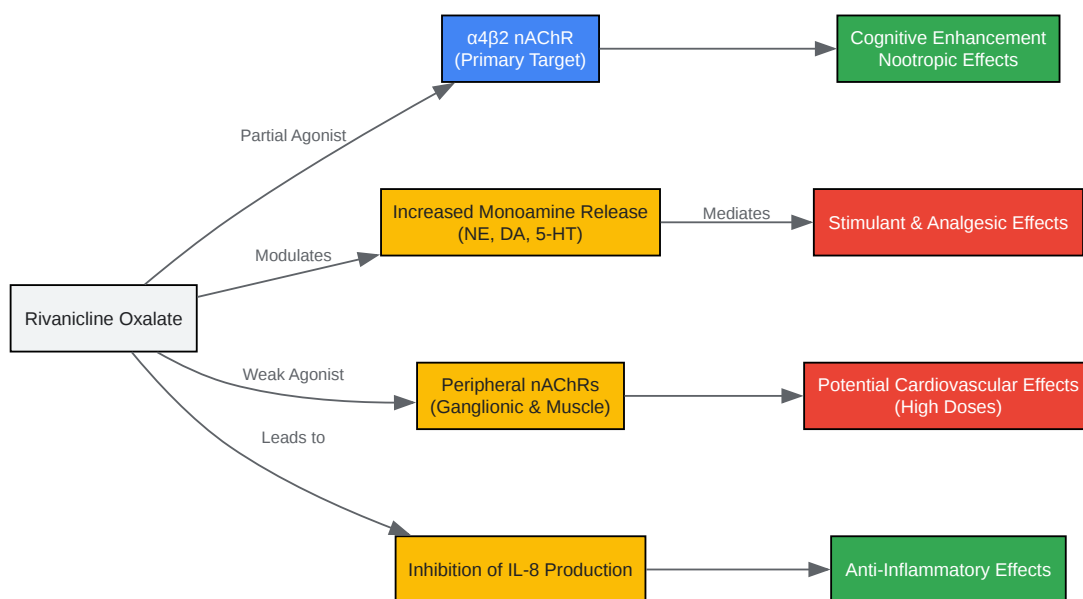 α4β2 nAChR
(Primary Target)
Cognitive Enhancement
Nootropic Effects
Partial Agonist
Increased Monoamine Release
(NE, DA, 5-HT)
Mediates
Stimulant & Analgesic Effects
Modulates
Rivanicline Oxalate
Weak Agonist
Peripheral nAChRs
(Ganglionic & Muscle)
Potential Cardiovascular Effects
(High Doses)
Leads to
Inhibition of IL-8 Production
Anti-Inflammatory Effects